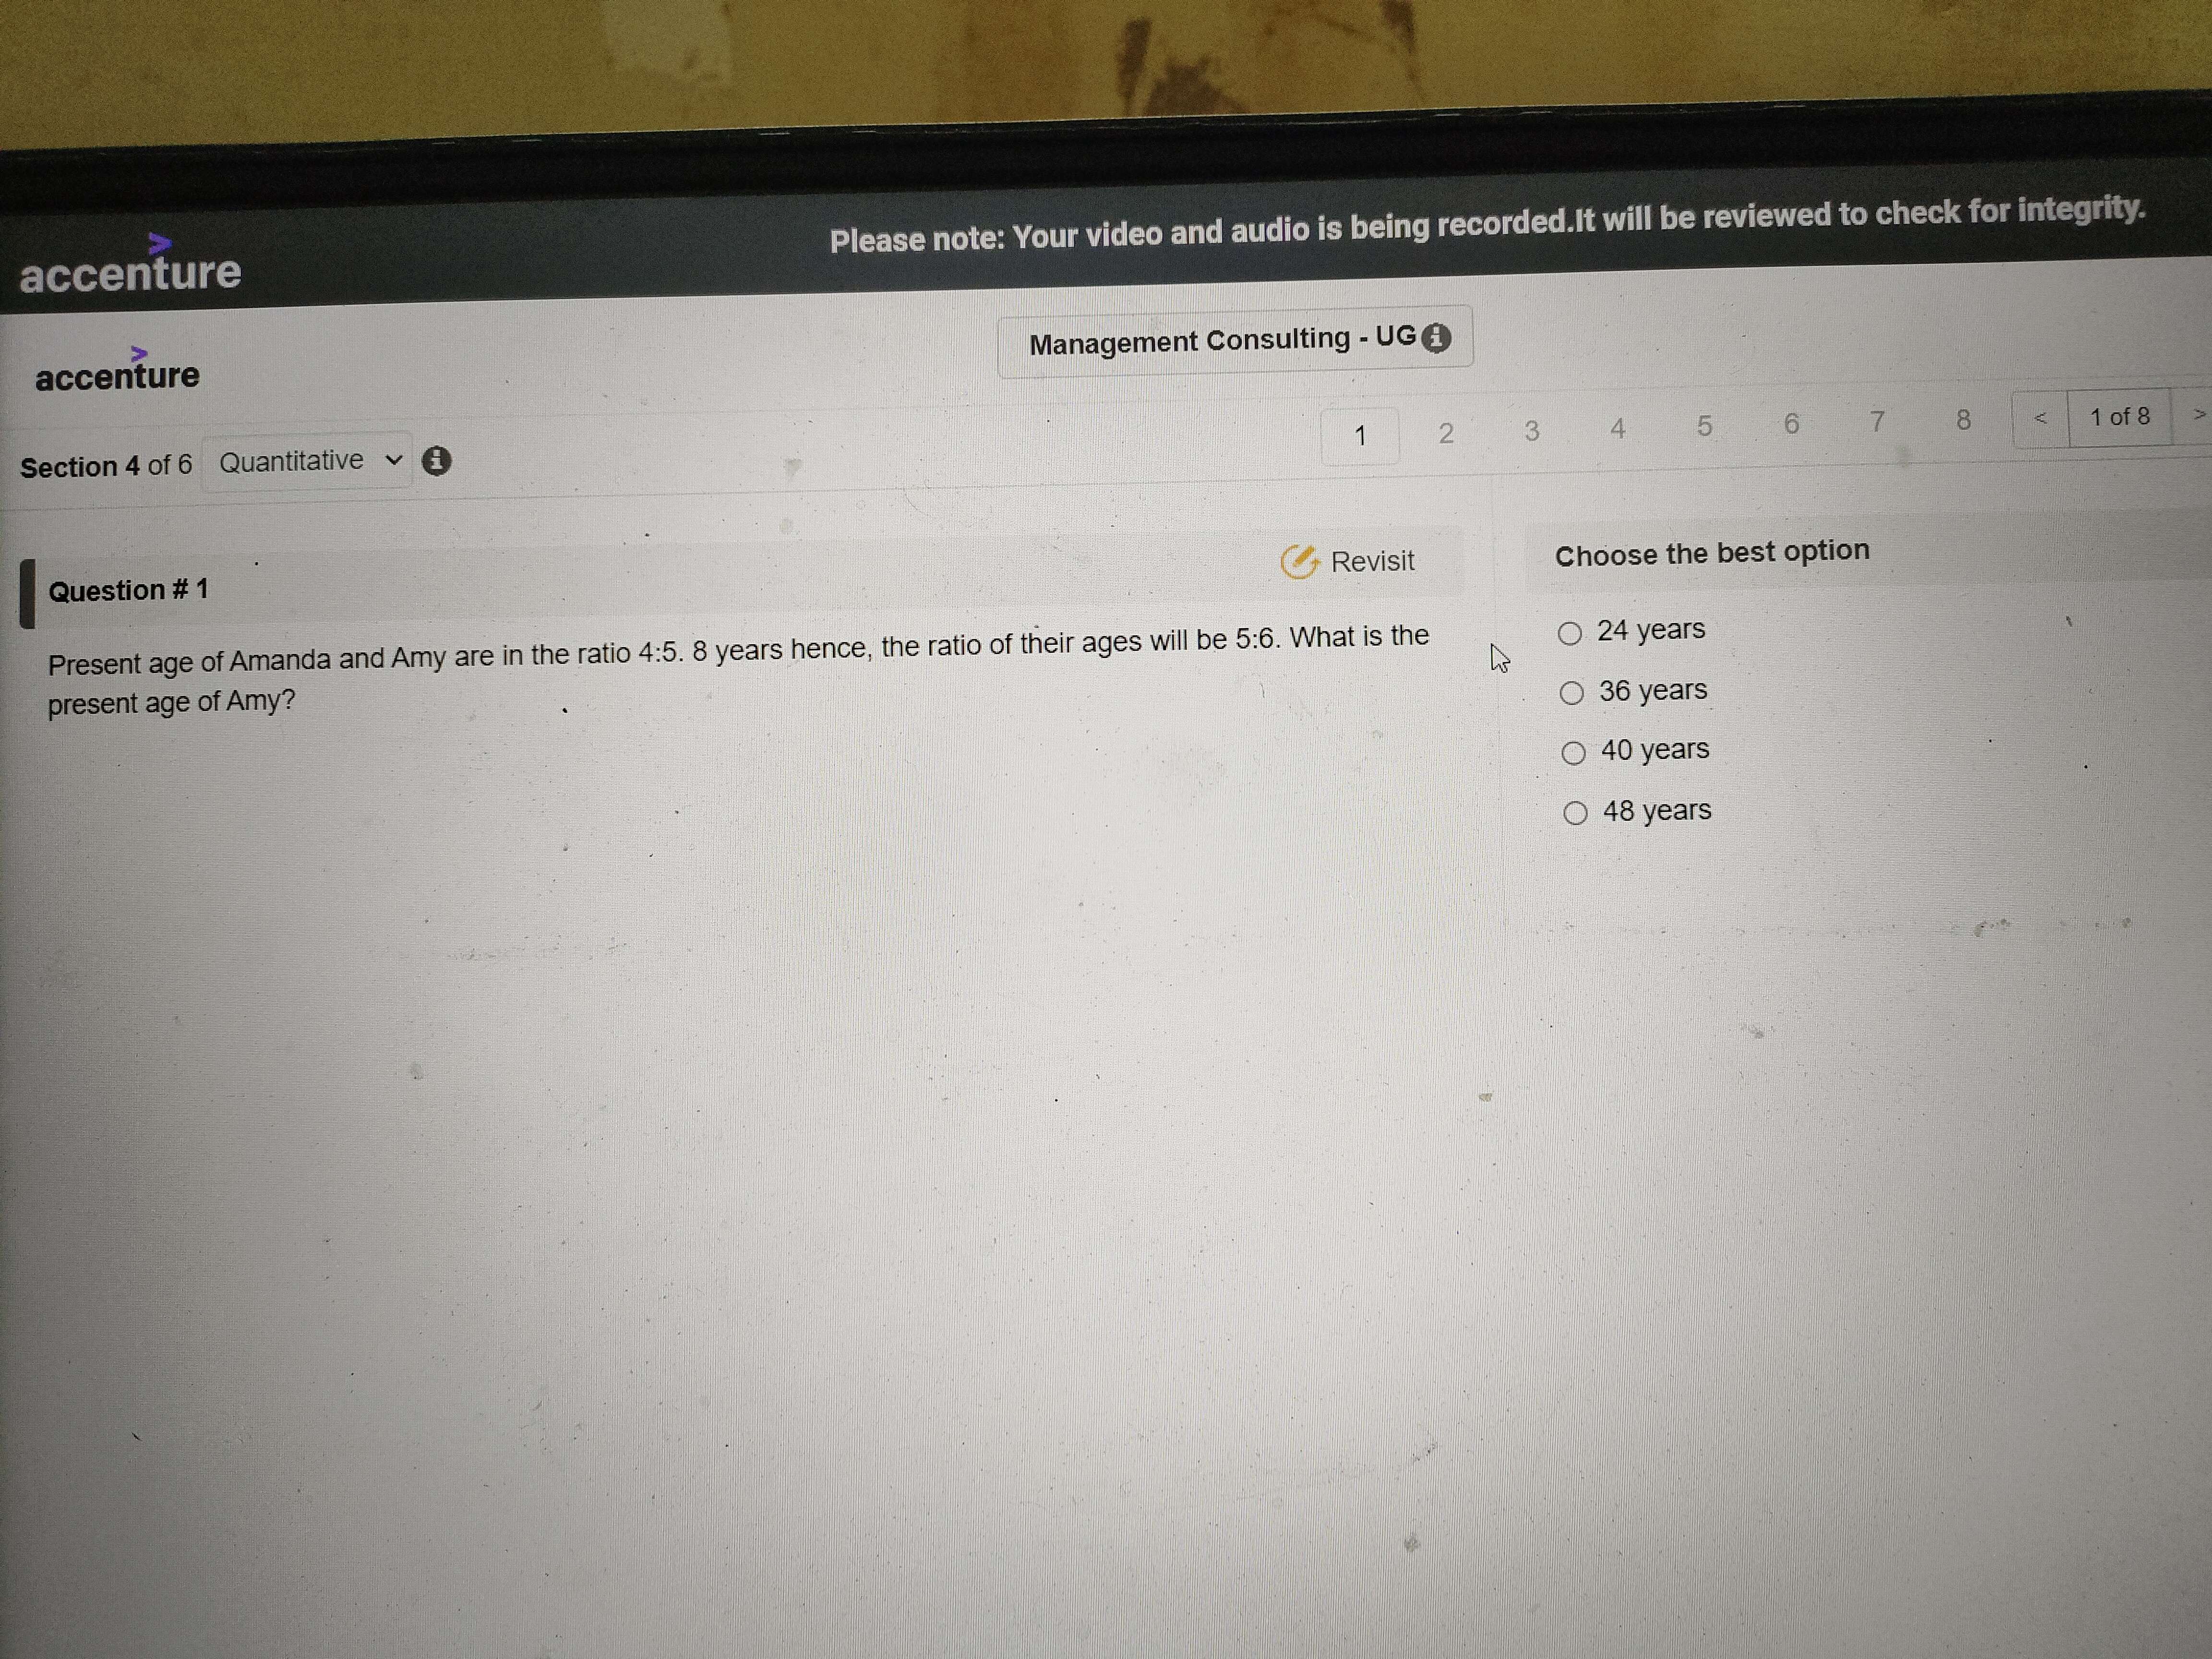 Please note: Your video and audio is being recorded.It will be reviewed to check for integrity.
accenture
Management Consulting - UG
accenture
Section 4 of 6 Quantitative
1 2 3 4 5 6 7 8 < 1 of 8 >
Question # 1
Revisit
Present age of Amanda and Amy are in the ratio 4:5. 8 years hence, the ratio of their ages will be 5:6. What is the
present age of Amy?
Choose the best option
24 years
36 years
40 years
48 years